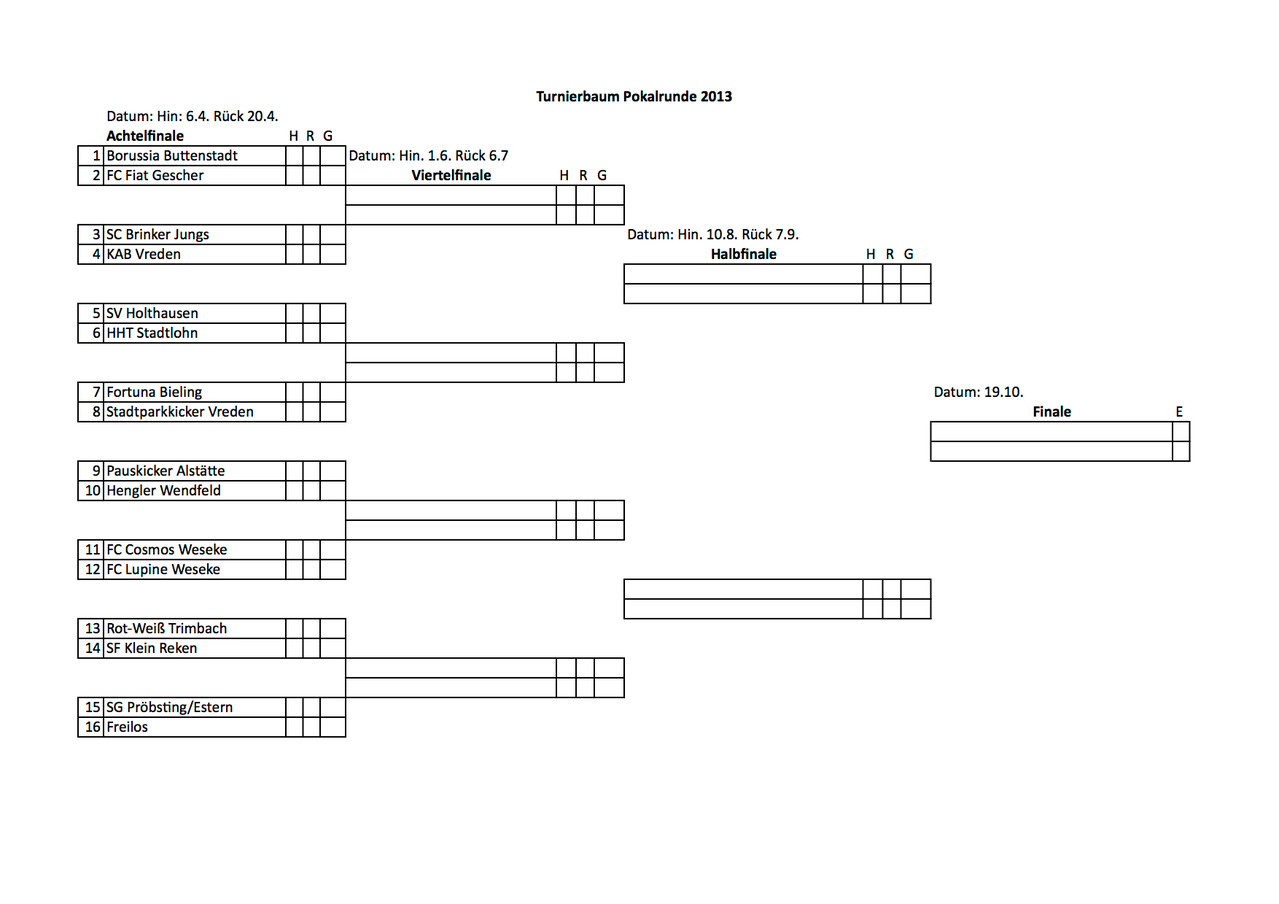 Turnierbaum Pokalrunde 2013
Datum: Hin: 6.4. Rück 20.4.
Achtelfinale H R G
1 Borussia Buttenstadt
2 FC Fiat Gescher
Datum: Hin. 1.6. Rück 6.7
Viertelfinale H R G
3 SC Brinker Jungs
4 KAB Vreden
Datum: Hin. 10.8. Rück 7.9.
Halbfinale H R G
5 SV Holthausen
6 HHT Stadtlohn
7 Fortuna Bieling
8 Stadtparkkicker Vreden
Datum: 19.10.
Finale E
9 Pauskicker Alstätte
10 Hengler Wendfeld
11 FC Cosmos Weseke
12 FC Lupine Weseke
13 Rot-Weiß Trimbach
14 SF Klein Reken
15 SG Pröbsting/Estern
16 Freilos